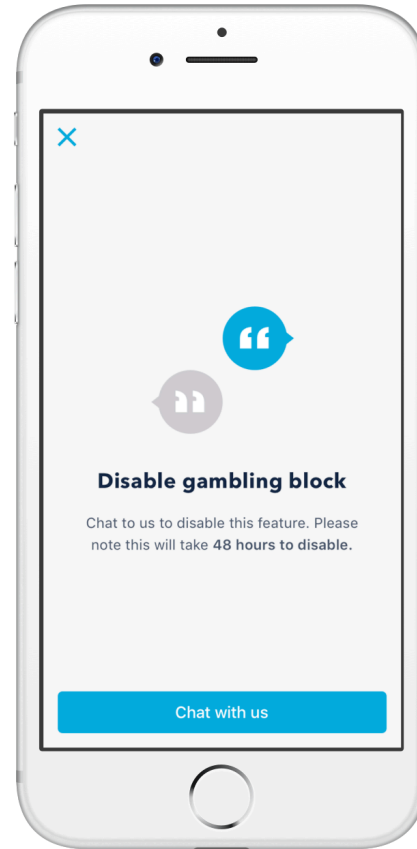 Disable gambling block
Chat to us to disable this feature. Please
note this will take 48 hours to disable.
Chat with us